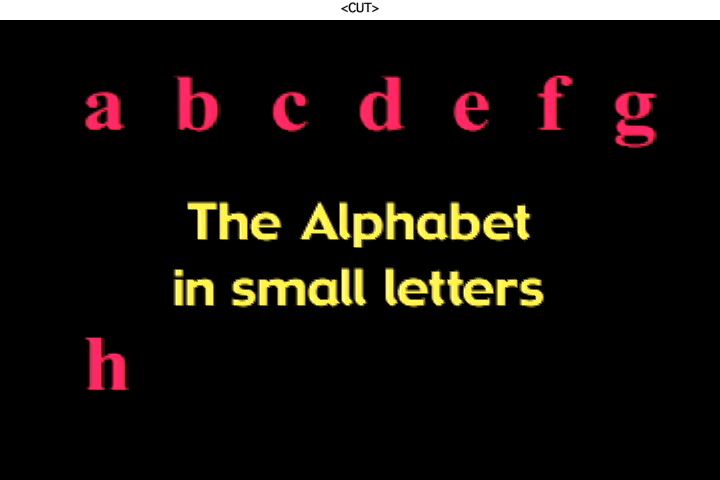 <CUT>
a b c d e f g
The Alphabet
in small letters
h